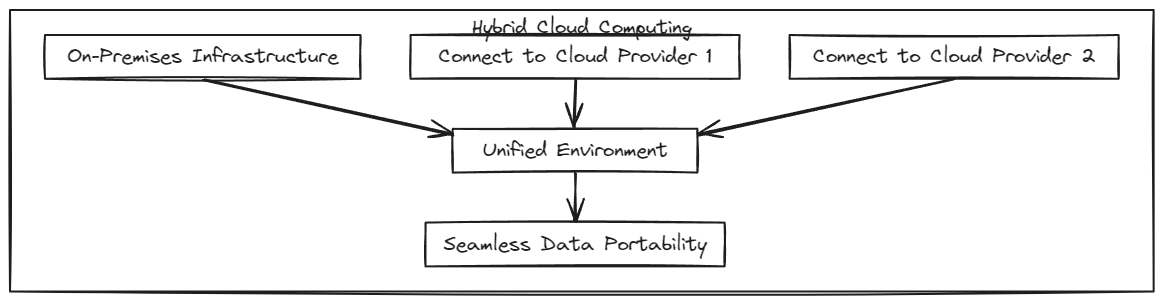 Hybrid Cloud Computing
On-Premises Infrastructure
Connect to Cloud Provider 1
Connect to Cloud Provider 2
Unified Environment
Seamless Data Portability